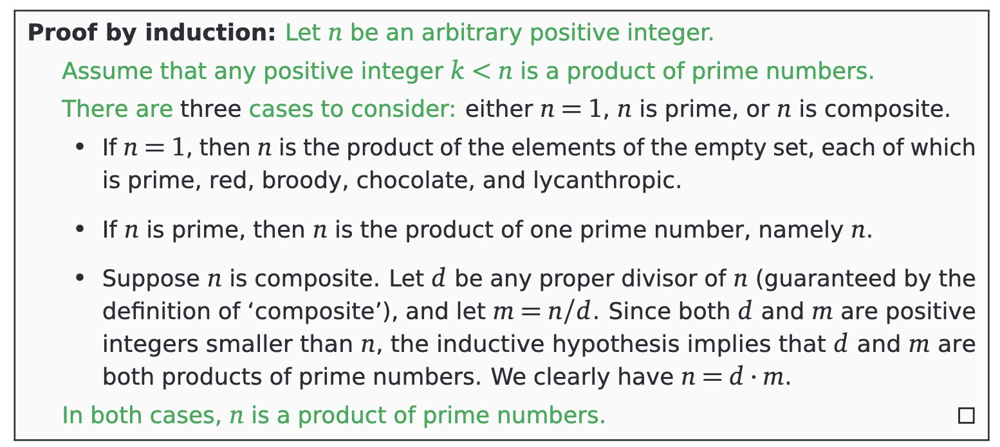 Proof by induction: Let n be an arbitrary positive integer.
Assume that any positive integer k < n is a product of prime numbers.
There are three cases to consider: either n = 1, n is prime, or n is composite.
• If n = 1, then n is the product of the elements of the empty set, each of which
is prime, red, broody, chocolate, and lycanthropic.
• If n is prime, then n is the product of one prime number, namely n.
• Suppose n is composite. Let d be any proper divisor of n (guaranteed by the
definition of ‘composite’), and let m = n/d. Since both d and m are positive
integers smaller than n, the inductive hypothesis implies that d and m are
both products of prime numbers. We clearly have n = d · m.
In both cases, n is a product of prime numbers. □